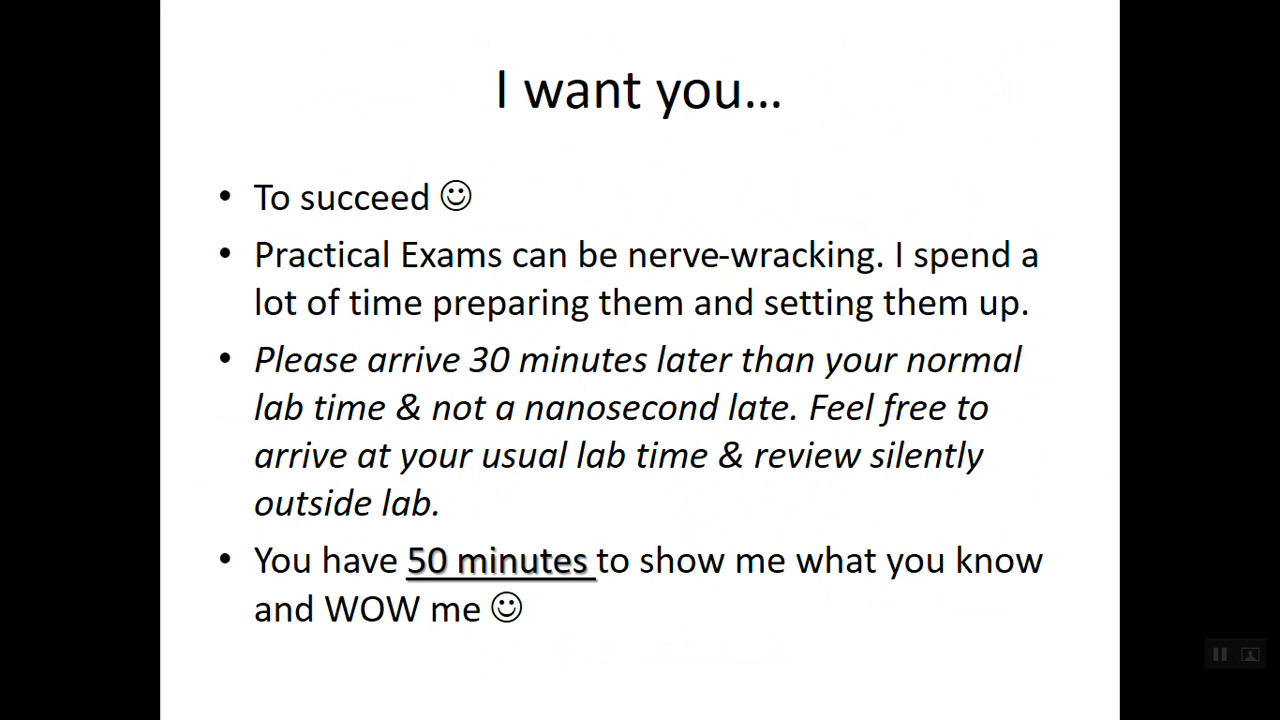 I want you...
• To succeed ☺
• Practical Exams can be nerve-wracking. I spend a
lot of time preparing them and setting them up.
• Please arrive 30 minutes later than your normal
lab time & not a nanosecond late. Feel free to
arrive at your usual lab time & review silently
outside lab.
• You have 50 minutes to show me what you know
and WOW me ☺